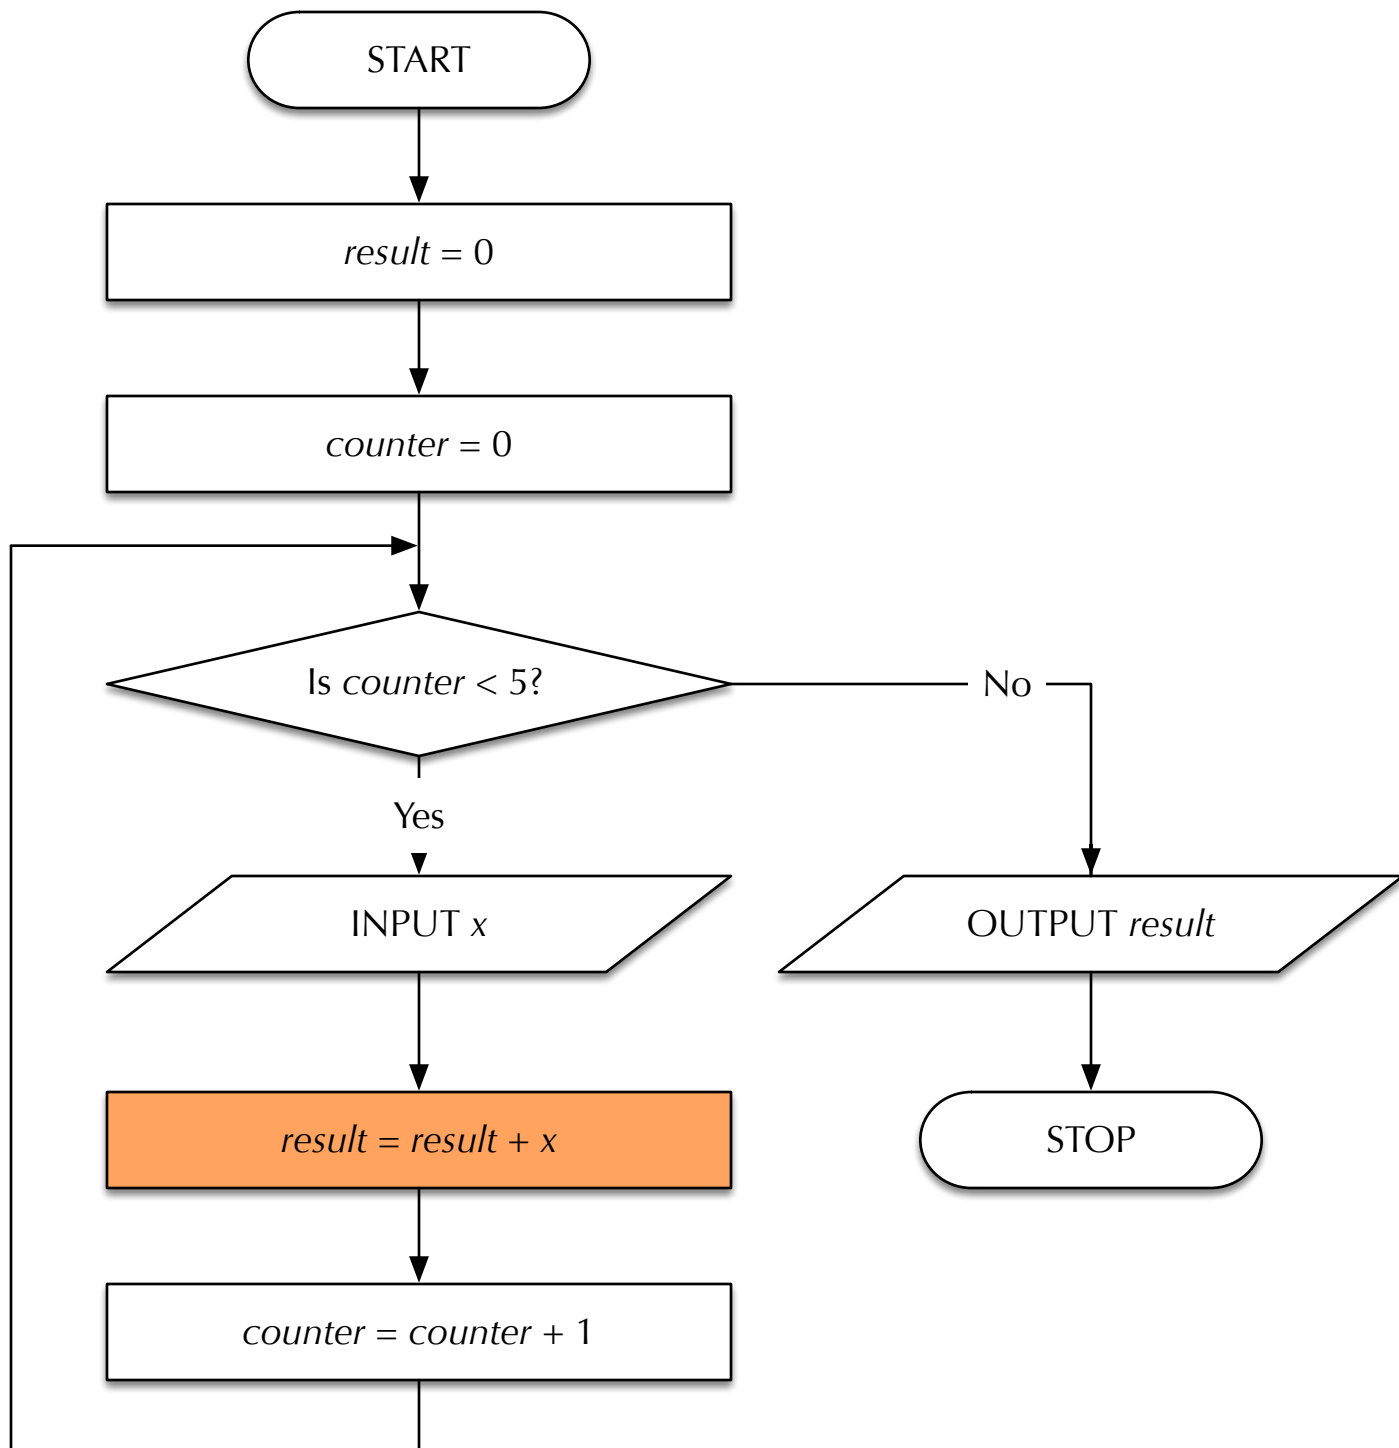 START
result = 0
counter = 0
Is counter < 5?
No
Yes
INPUT x
OUTPUT result
result = result + x
STOP
counter = counter + 1